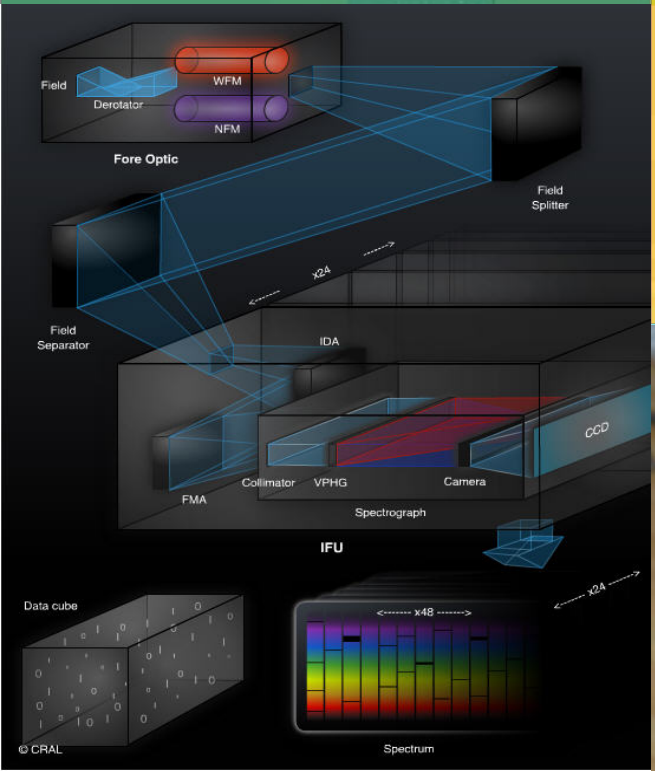 Field
Derotator
WFM
NFM
Fore Optic
Field
Splitter
x24
Field
Separator
IDA
FMA
Collimator
VPHG
Camera
CCD
Spectrograph
IFU
x24
Data cube
x48
Spectrum
© CRAL